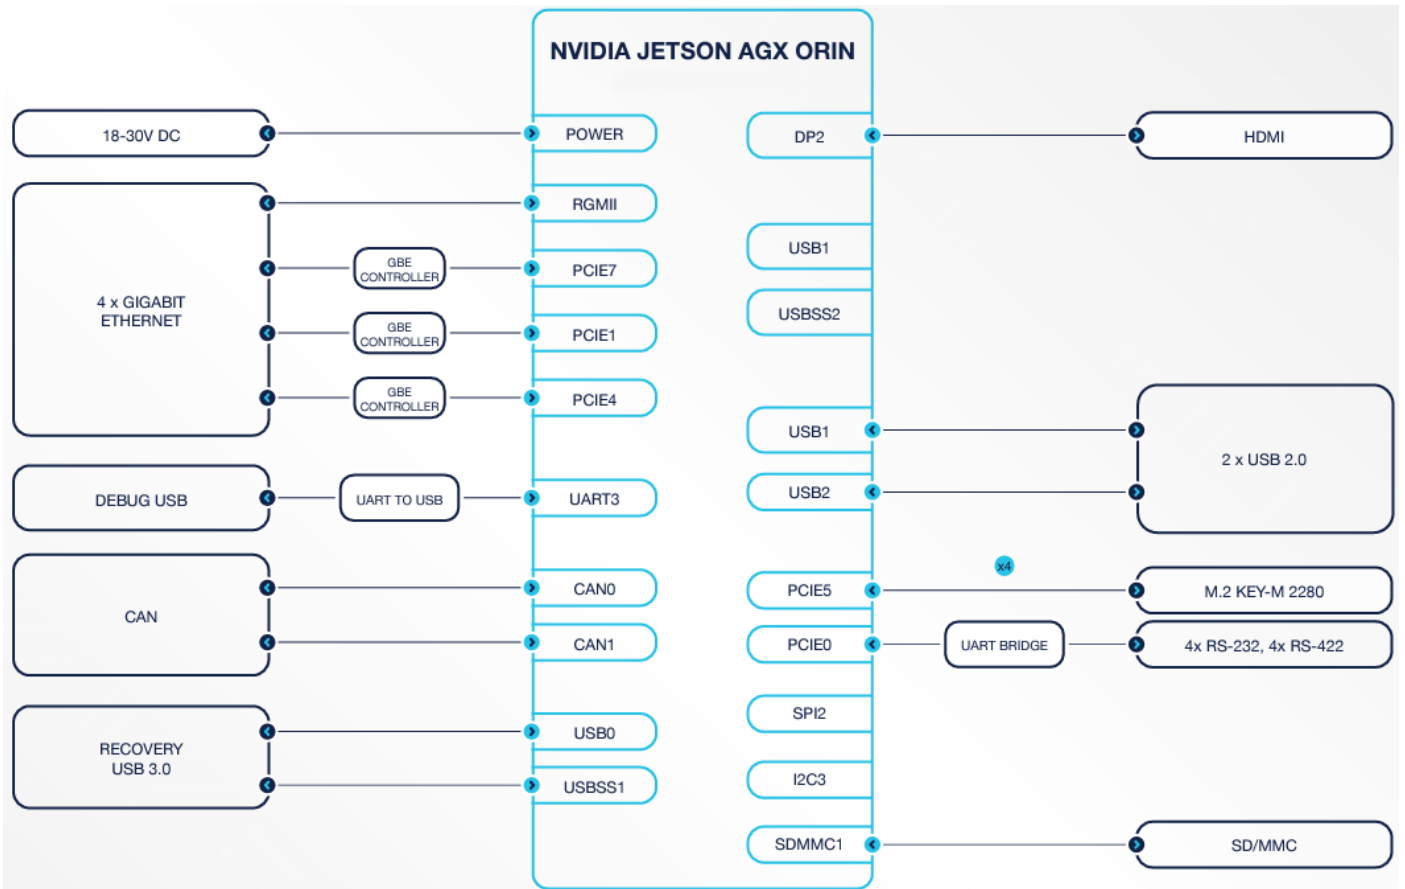 NVIDIA JETSON AGX ORIN
18-30V DC
POWER
DP2
HDMI
4 x GIGABIT
ETHERNET
RGMII
GBE
CONTROLLER
PCIE7
GBE
CONTROLLER
PCIE1
GBE
CONTROLLER
PCIE4
USB1
USBSS2
USB1
USB2
2 x USB 2.0
DEBUG USB
UART TO USB
UART3
CAN
CAN0
CAN1
x4
PCIE5
M.2 KEY-M 2280
PCIE0
UART BRIDGE
4x RS-232, 4x RS-422
RECOVERY
USB 3.0
USB0
USBSS1
SPI2
I2C3
SDMMC1
SD/MMC